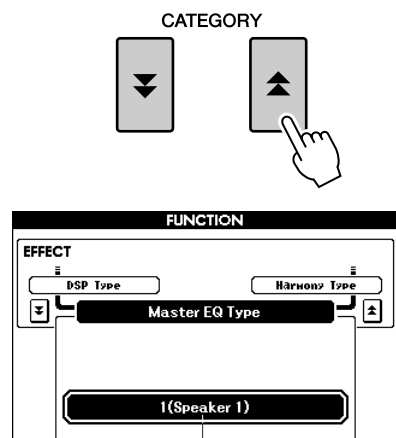 CATEGORY
FUNCTION
EFFECT
DSP Type
Harmony Type
Master EQ Type
1(Speaker 1)